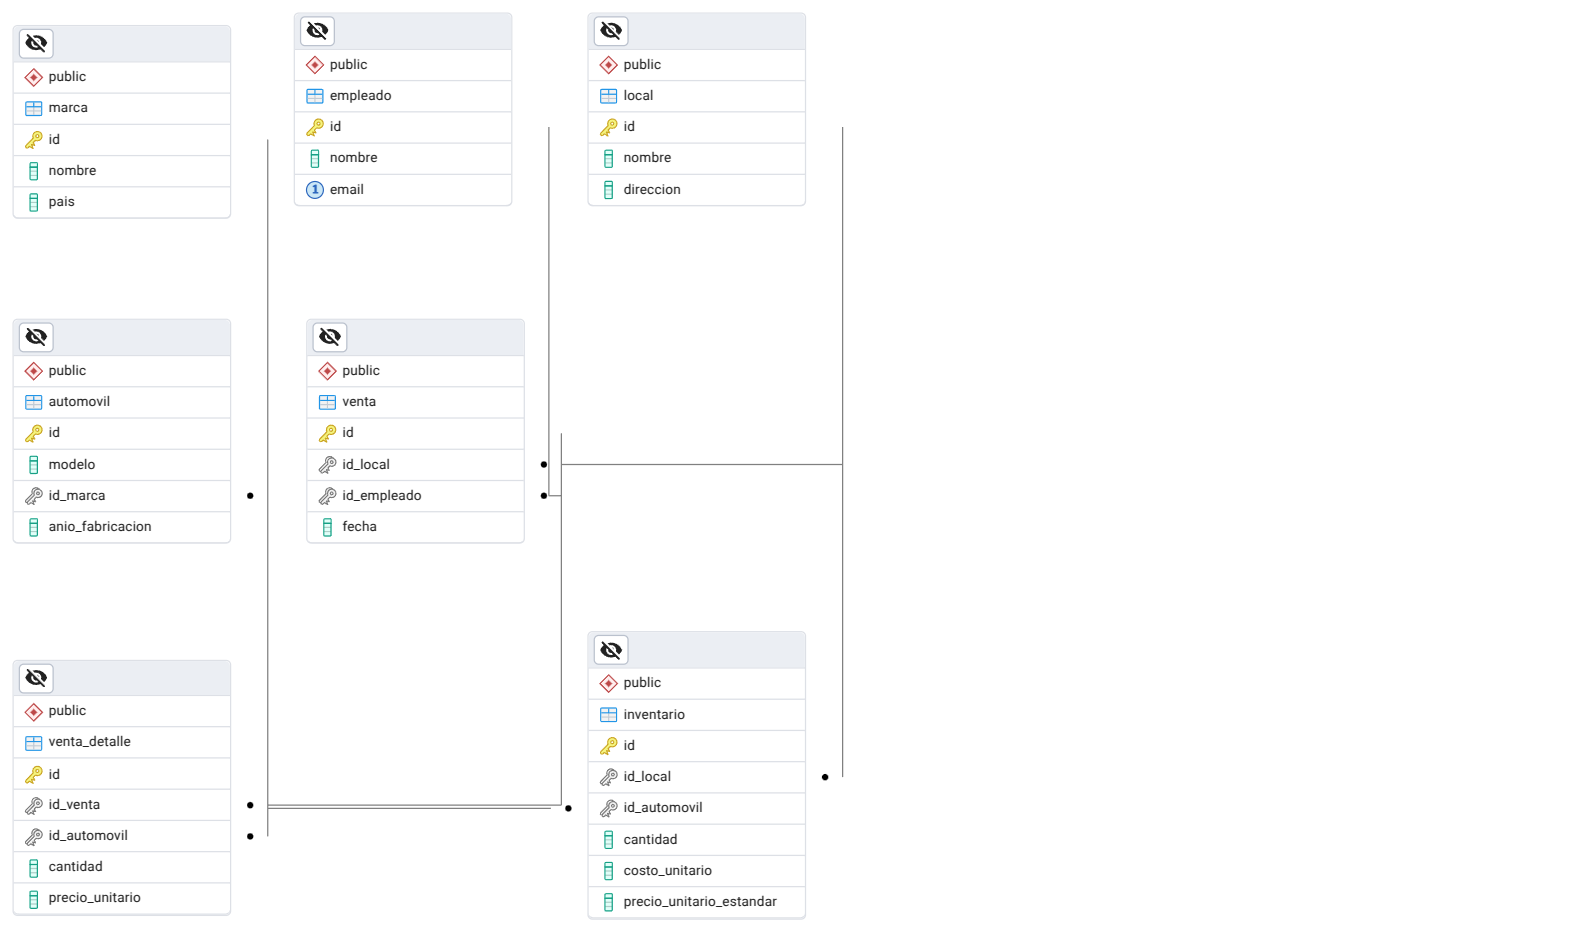 public
marca
id
nombre
pais
public
empleado
id
nombre
1 email
public
local
id
nombre
direccion
public
automovil
id
modelo
id_marca
anio_fabricacion
public
venta
id
id_local
id_empleado
fecha
public
venta_detalle
id
id_venta
id_automovil
cantidad
precio_unitario
public
inventario
id
id_local
id_automovil
cantidad
costo_unitario
precio_unitario_estandar